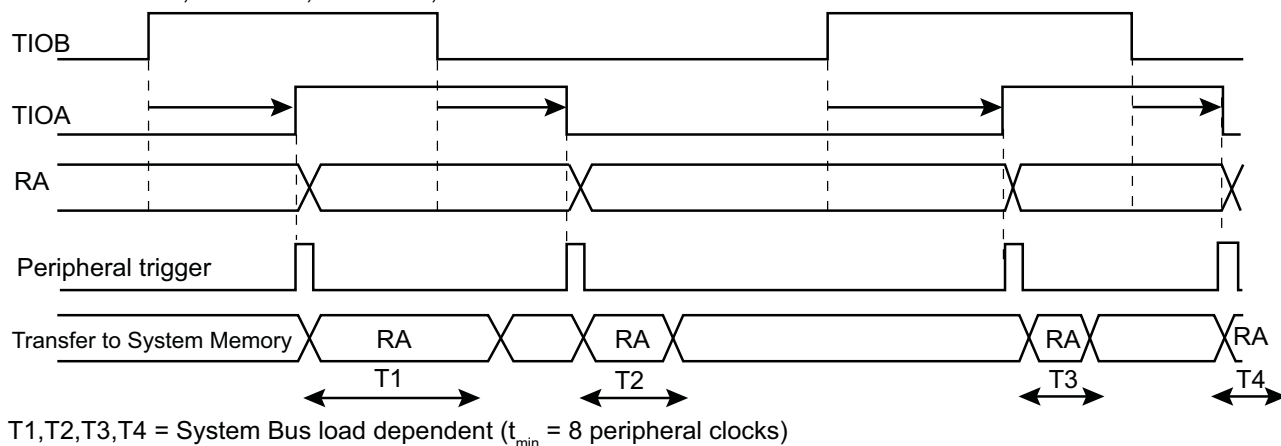 TIOB
TIOA
RA
Peripheral trigger
Transfer to System Memory RA RA RA RA
T1 T2 T3 T4
T1,T2,T3,T4 = System Bus load dependent (tmin = 8 peripheral clocks)